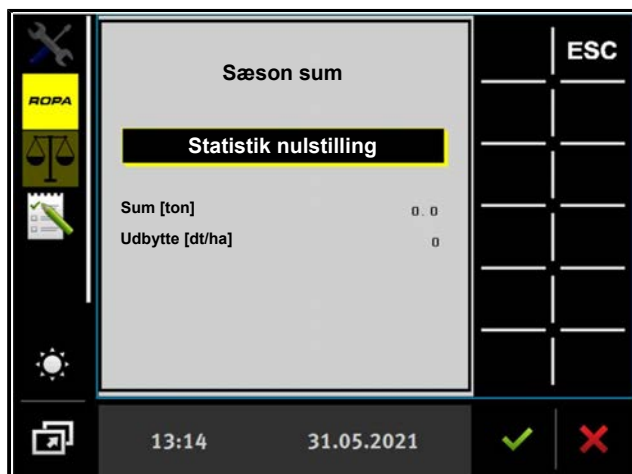 ESC
Sæson sum
ROPA
Statistik nulstilling
Sum [ton] 0.0
Udbytte [dt/ha] 0
13:14 31.05.2021